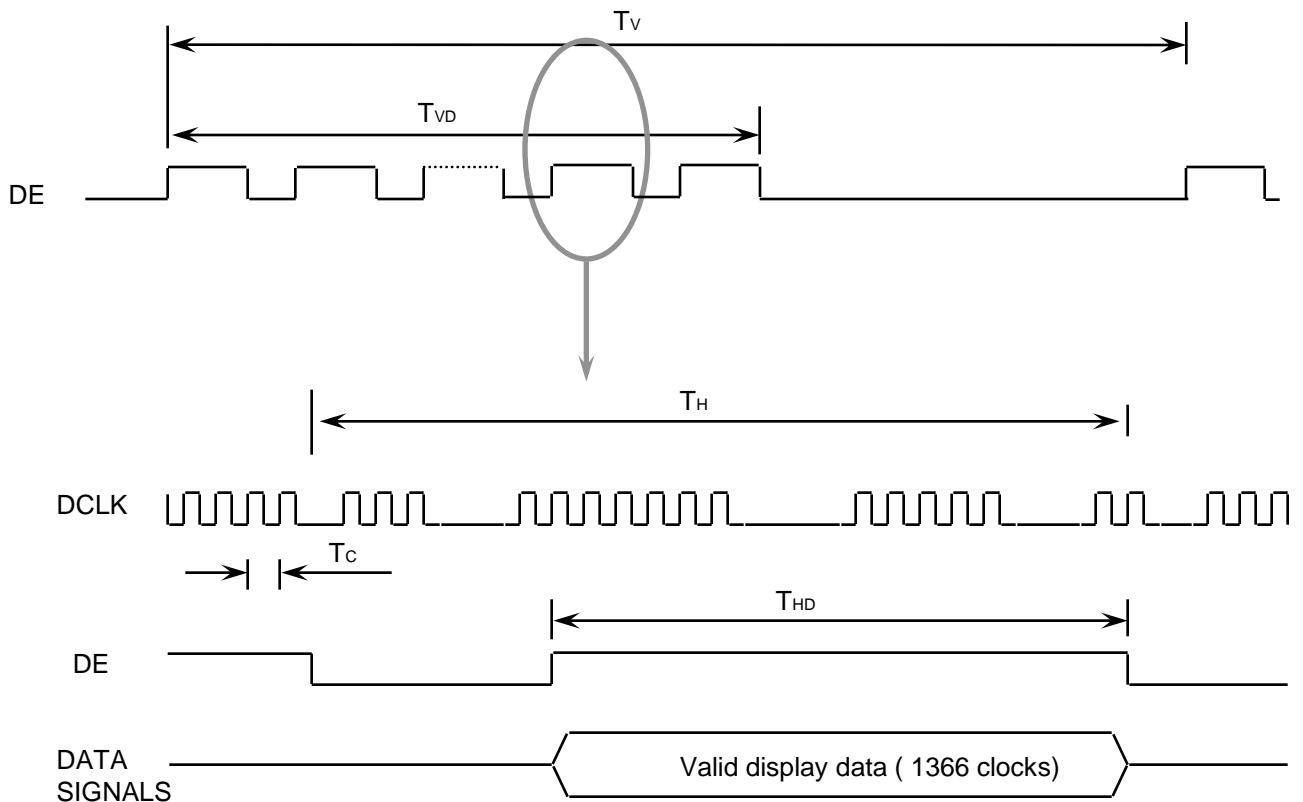 TV
TVD
DE
TH
DCLK
TC
THD
DE
DATA
SIGNALS
Valid display data ( 1366 clocks)